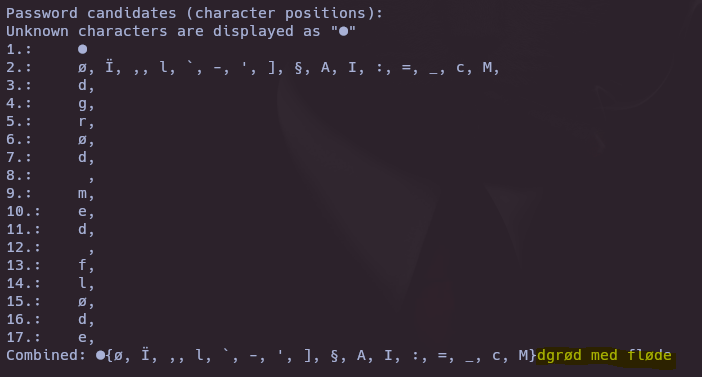 Password candidates (character positions):
Unknown characters are displayed as "●"
1.:     ●
2.:     ø, Ï, ,, l, `, -, ', ], §, A, I, :, =, _, c, M,
3.:     d,
4.:     g,
5.:     r,
6.:     ø,
7.:     d,
8.:      ,
9.:     m,
10.:    e,
11.:    d,
12.:     ,
13.:    f,
14.:    l,
15.:    ø,
16.:    d,
17.:    e,
Combined: ●{ø, Ï, ,, l, `, -, ', ], §, A, I, :, =, _, c, M}dgrød med fløde